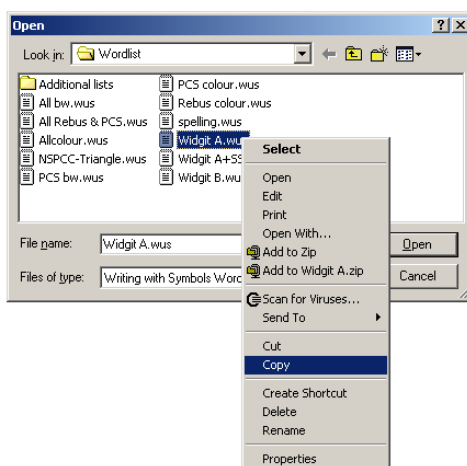 Open
Look in: Wordlist
Additional lists
All bw.wus
All Rebus & PCS.wus
Allcolour.wus
NSPCC-Triangle.wus
PCS bw.wus
PCS colour.wus
Rebus colour.wus
spelling.wus
Widgit A.wus
Widgit A+SS
Widgit B.wu
File name: Widgit A.wus
Open
Files of type: Writing with Symbols Word
Cancel
Select
Open
Edit
Print
Open With...
Add to Zip
Add to Widgit A.zip
Scan for Viruses...
Send To
Cut
Copy
Create Shortcut
Delete
Rename
Properties